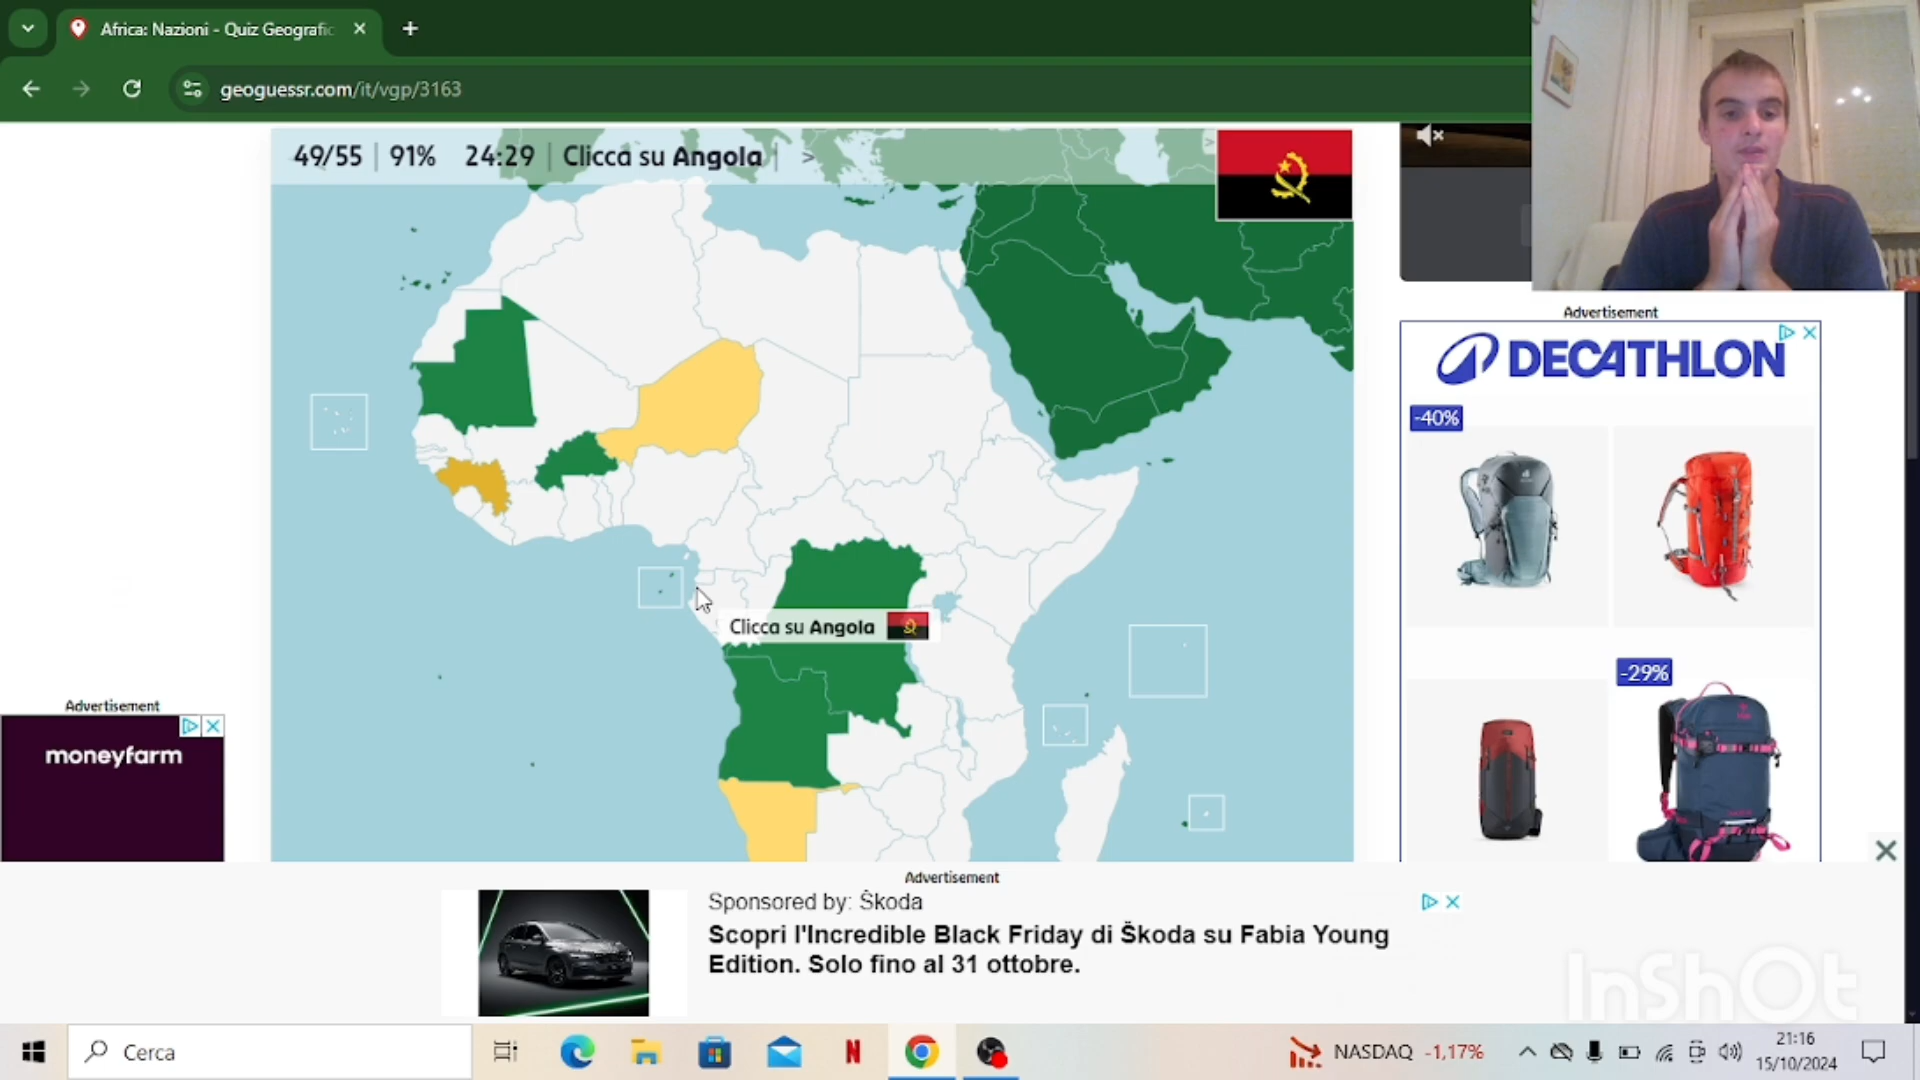 Africa: Nazioni - Quiz Geografic
geoguessr.com/it/vgp/3163
49/55 | 91% 24:29 | Clicca su Angola >
Clicca su Angola
Advertisement
DECATHLON
-40%
-29%
Advertisement
moneyfarm
Advertisement
Sponsored by: Škoda
Scopri l'Incredible Black Friday di Škoda su Fabia Young
Edition. Solo fino al 31 ottobre.
InShOt
Cerca
N
NASDAQ -1,17%
21:16
15/10/2024